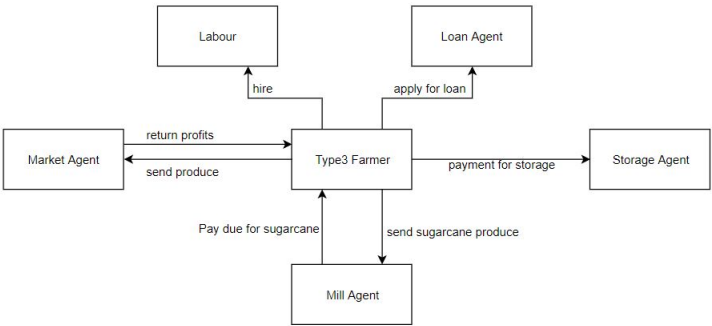 Labour
Loan Agent
hire
apply for loan
return profits
Market Agent
Type3 Farmer
Storage Agent
send produce
payment for storage
Pay due for sugarcane
send sugarcane produce
Mill Agent